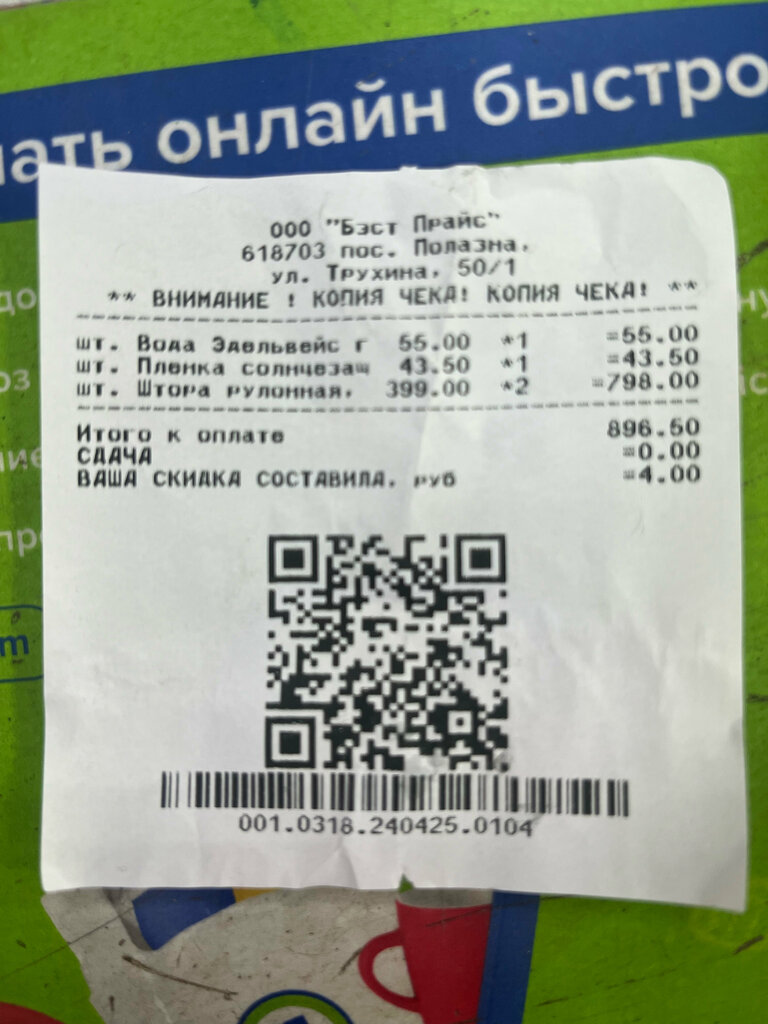 онлайн быстро
ООО "Бэст Прайс"
618703 пос. Полазна,
ул. Трухина, 50/1
** ВНИМАНИЕ ! КОПИЯ ЧЕКА! КОПИЯ ЧЕКА! **
шт. Вода Эдельвейс г 55.00 *1 =55.00
шт. Пленка солнцезащ 43.50 *1 =43.50
шт. Штора рулонная, 399.00 *2 =798.00
Итого к оплате 896.50
СДАЧА =0.00
ВАША СКИДКА СОСТАВИЛА, руб =4.00
001.0318.240425.0104